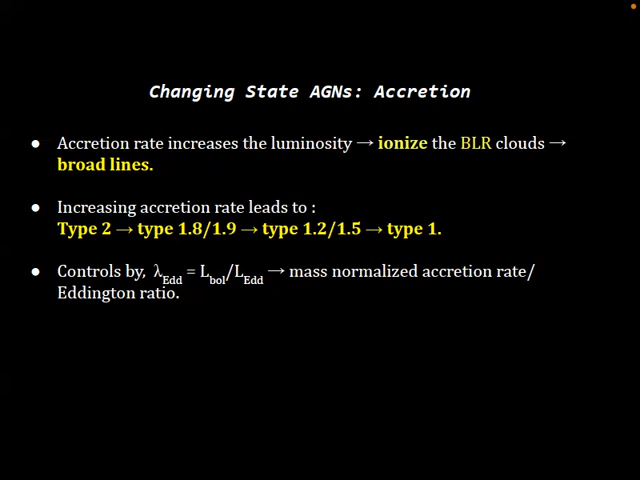 Changing State AGNs: Accretion
● Accretion rate increases the luminosity → ionize the BLR clouds →
broad lines.
● Increasing accretion rate leads to :
Type 2 → type 1.8/1.9 → type 1.2/1.5 → type 1.
● Controls by, λEdd = Lbol/LEdd → mass normalized accretion rate/
Eddington ratio.